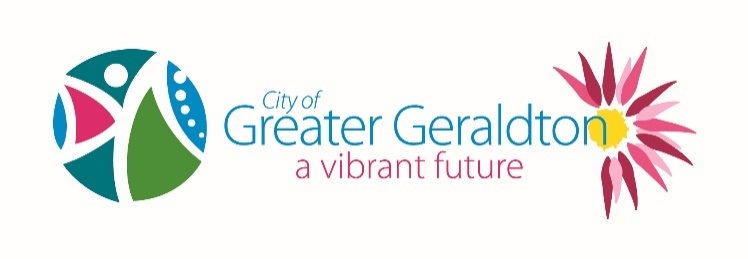 City of
Greater Geraldton
a vibrant future